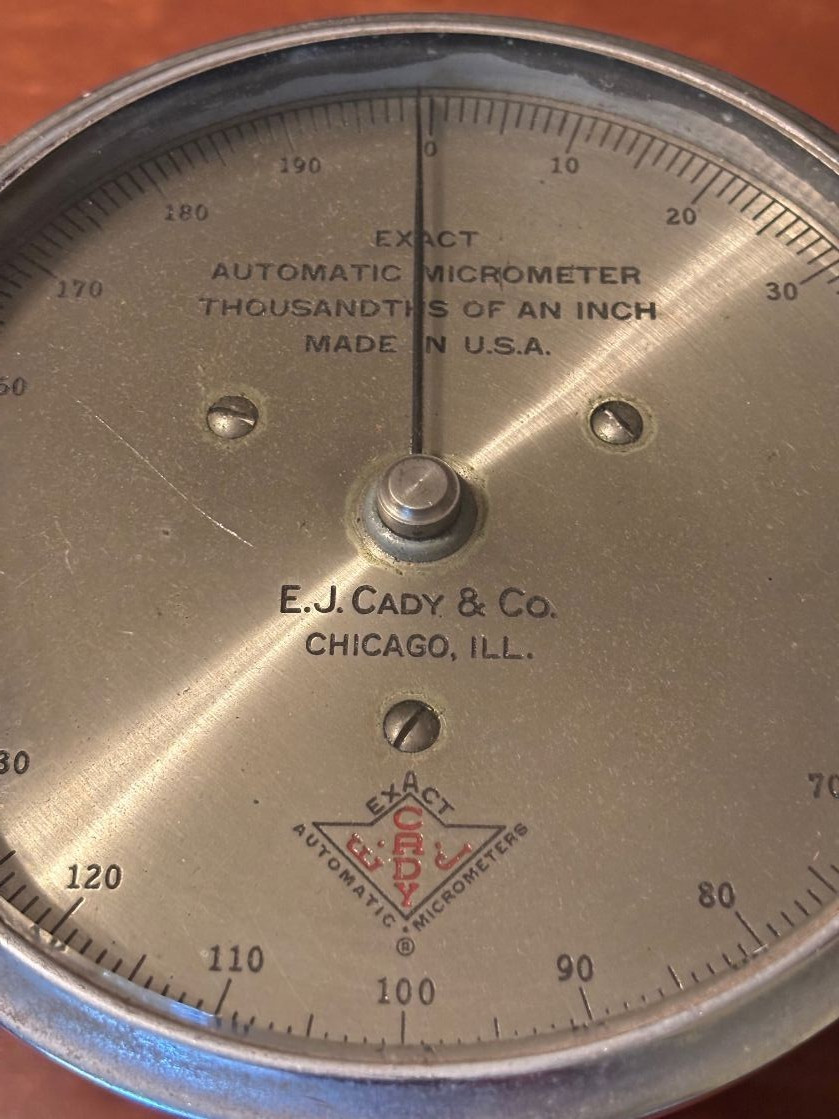 0
190
10
180
20
170
30
EXACT
AUTOMATIC MICROMETER
THOUSANDTHS OF AN INCH
MADE IN U.S.A.
E.J. CADY & CO.
CHICAGO, ILL.
70
EXACT
E. CADY J.
AUTOMATIC • MICROMETERS
®
120
80
110
90
100